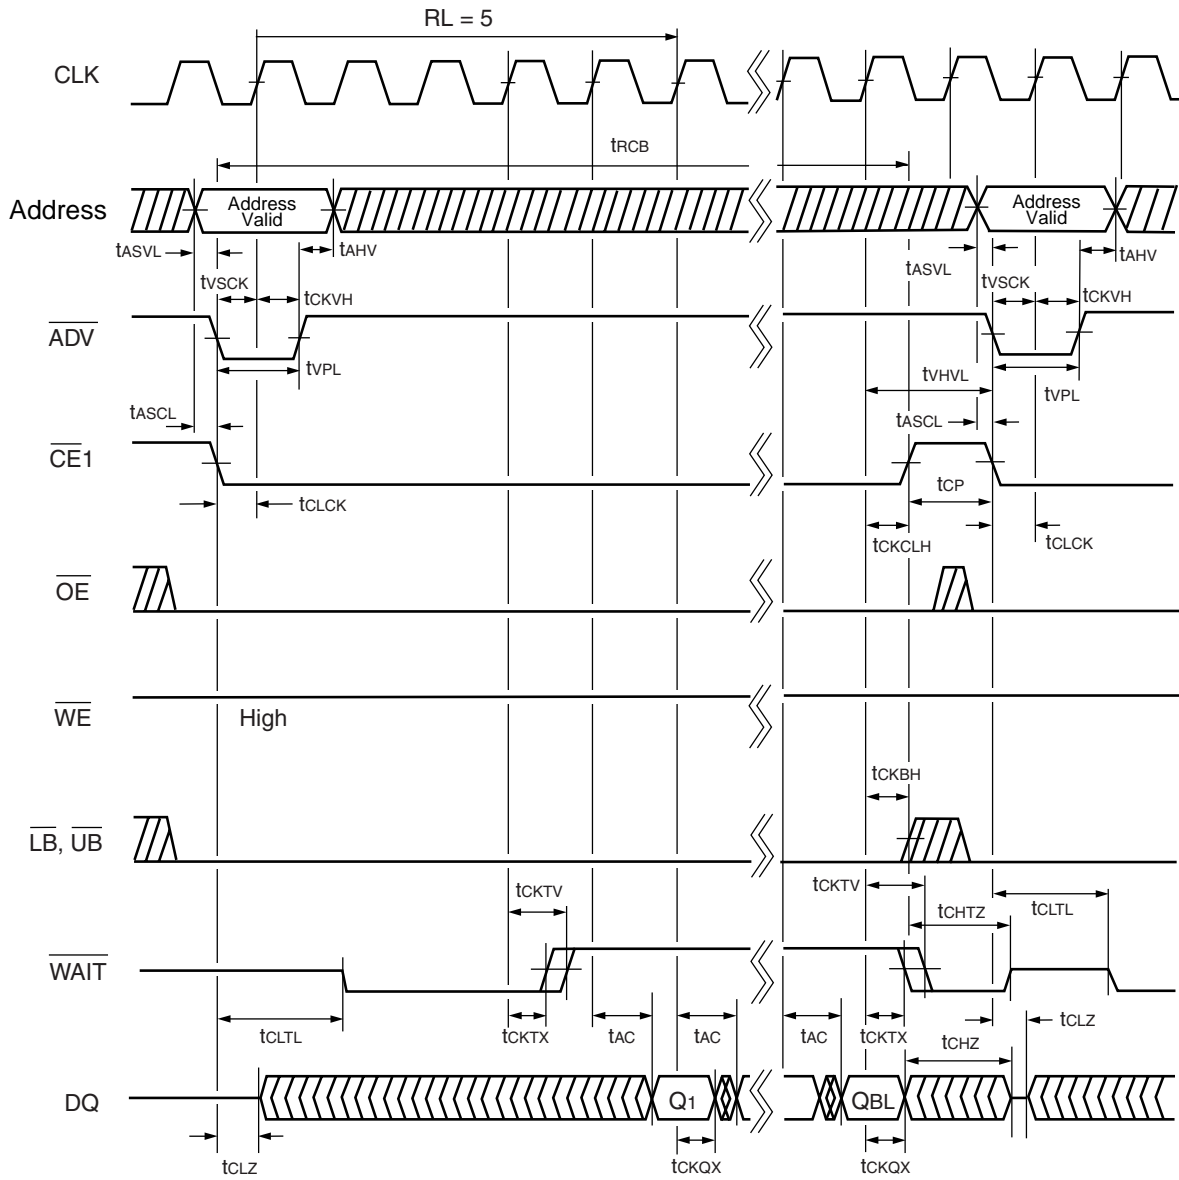 RL = 5
CLK
tRCB
Address
Address
Valid
Address
Valid
tASVL
tAHV
tASVL
tAHV
tVSCK
tCKVH
tVSCK
tCKVH
ADV
tVPL
tVHVL
tVPL
tASCL
tASCL
CE1
tCP
tCLCK
tCKCLH
tCLCK
OE
WE
High
tCKBH
LB, UB
tCKTV
tCKTV
tCHTZ
tCLTL
WAIT
tCLTL
tCKTX
tAC
tAC
tAC
tCKTX
tCHZ
tCLZ
DQ
Q1
QBL
tCLZ
tCKQX
tCKQX